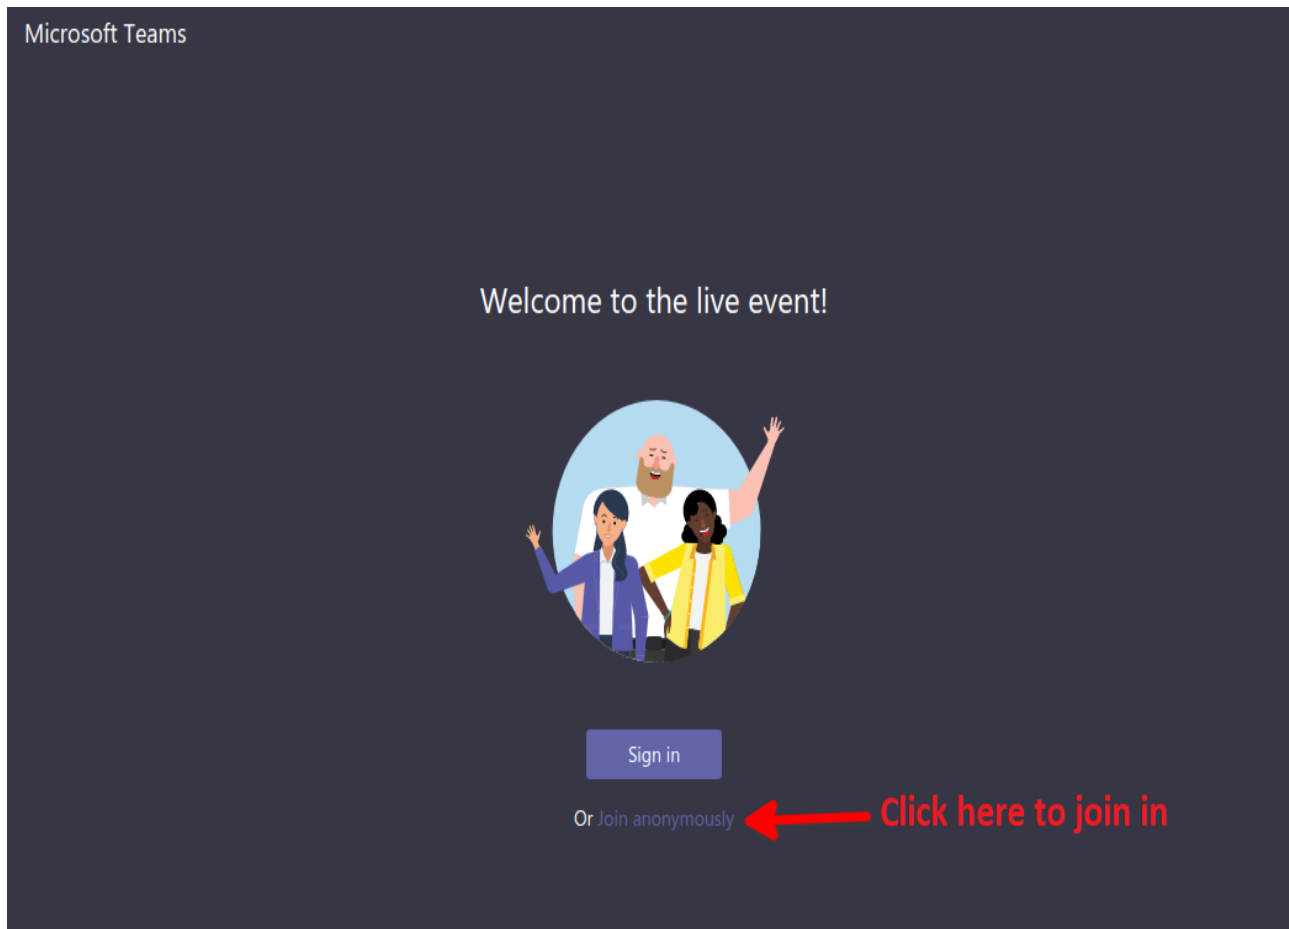 Microsoft Teams
Welcome to the live event!
Sign in
Or Join anonymously
Click here to join in